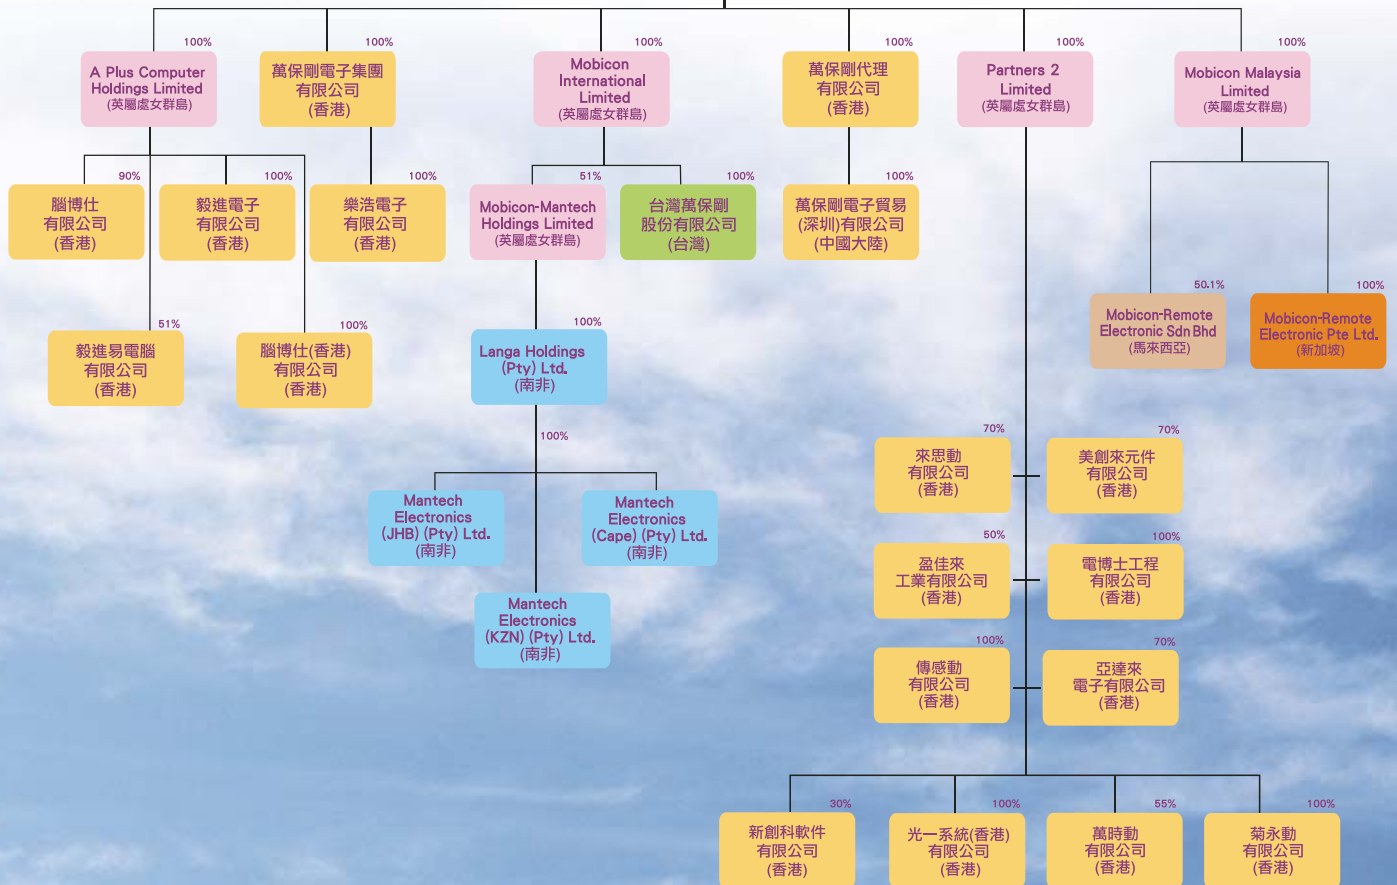 100%
A Plus Computer
Holdings Limited
(英屬處女群島)
100%
萬保剛電子集團
有限公司
(香港)
100%
Mobicon
International
Limited
(英屬處女群島)
100%
萬保剛代理
有限公司
(香港)
100%
Partners 2
Limited
(英屬處女群島)
100%
Mobicon Malaysia
Limited
(英屬處女群島)
90%
腦博仕
有限公司
(香港)
100%
毅進電子
有限公司
(香港)
100%
樂浩電子
有限公司
(香港)
51%
Mobicon-Mantech
Holdings Limited
(英屬處女群島)
100%
台灣萬保剛
股份有限公司
(台灣)
100%
萬保剛電子貿易
(深圳)有限公司
(中國大陸)
51%
毅進易電腦
有限公司
(香港)
100%
腦博仕(香港)
有限公司
(香港)
100%
Langa Holdings
(Pty) Ltd.
(南非)
50.1%
Mobicon-Remote
Electronic Sdn Bhd
(馬來西亞)
100%
Mobicon-Remote
Electronic Pte Ltd.
(新加坡)
100%
Mantech
Electronics
(JHB) (Pty) Ltd.
(南非)
Mantech
Electronics
(Cape) (Pty) Ltd.
(南非)
Mantech
Electronics
(KZN) (Pty) Ltd.
(南非)
70%
來思動
有限公司
(香港)
70%
美創來元件
有限公司
(香港)
50%
盈佳來
工業有限公司
(香港)
100%
電博士工程
有限公司
(香港)
100%
傳感動
有限公司
(香港)
70%
亞達來
電子有限公司
(香港)
30%
新創科軟件
有限公司
(香港)
100%
光一系統(香港)
有限公司
(香港)
55%
萬時動
有限公司
(香港)
100%
菊永動
有限公司
(香港)